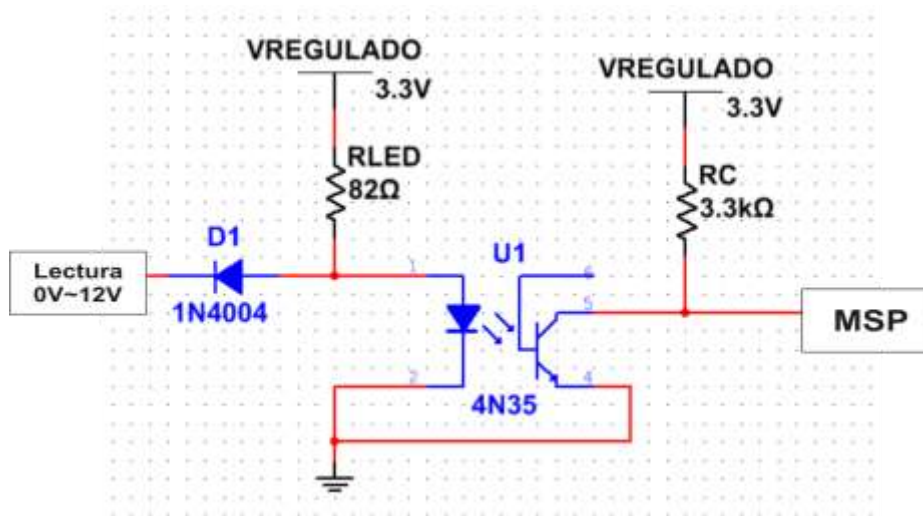 VREGULADO
3.3V
RLED
82Ω
D1
1N4004
Lectura
0V~12V
1
2
U1
4N35
6
5
4
VREGULADO
3.3V
RC
3.3kΩ
MSP